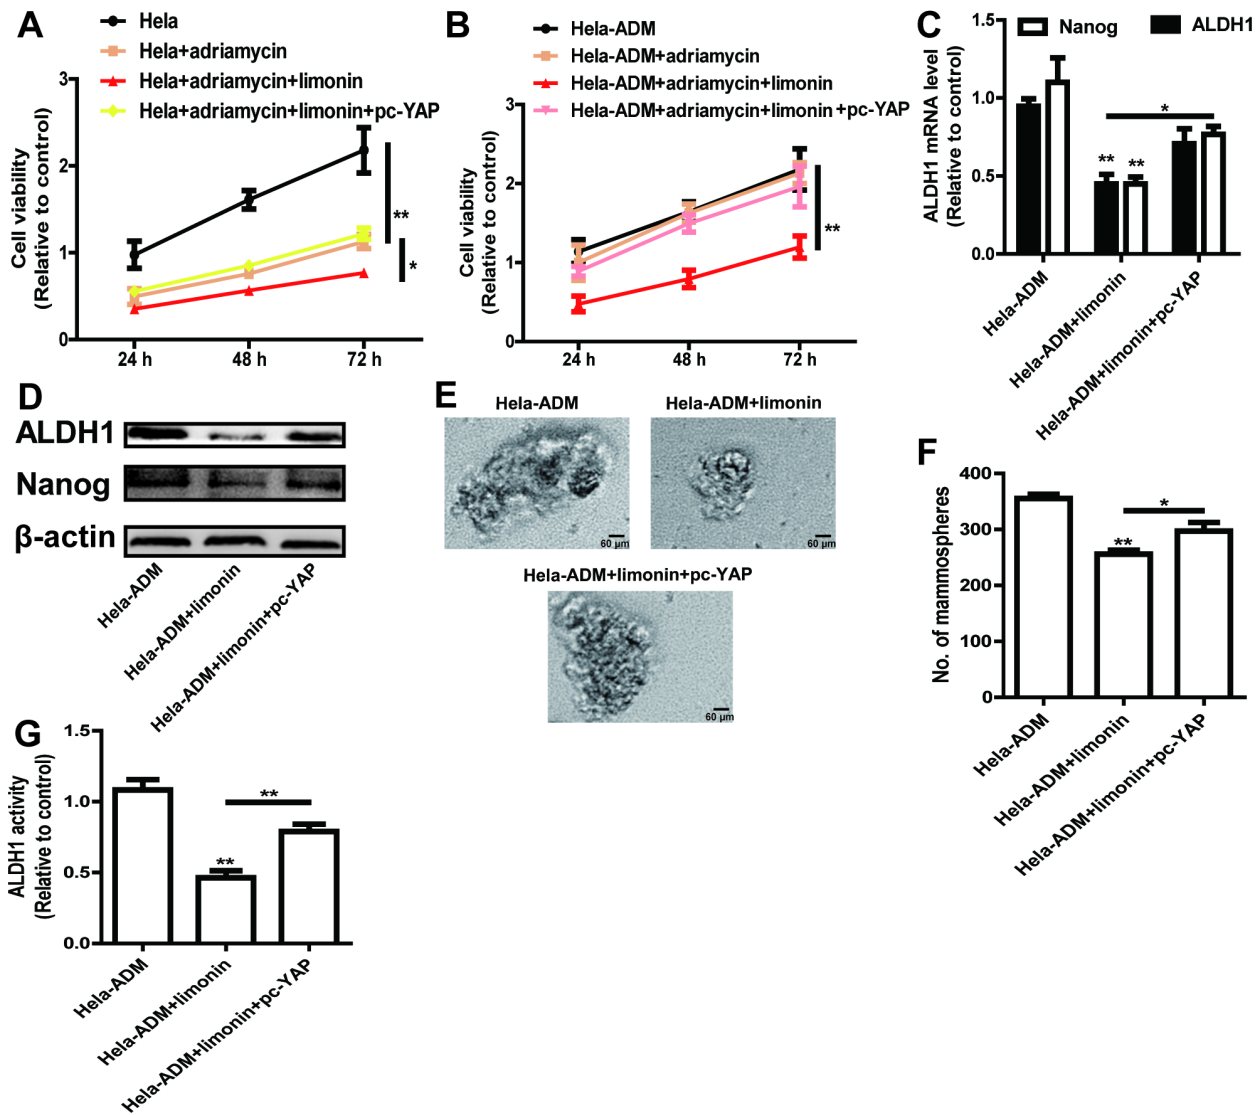 A
Hela
Hela+adriamycin
Hela+adriamycin+limonin
Hela+adriamycin+limonin+pc-YAP
Cell viability
(Relative to control)
3
2
1
0
**
*
24 h
48 h
72 h
B
Hela-ADM
Hela-ADM+adriamycin
Hela-ADM+adriamycin+limonin
Hela-ADM+adriamycin+limonin +pc-YAP
Cell viability
(Relative to control)
3
2
1
0
**
24 h
48 h
72 h
C
Nanog
ALDH1
ALDH1 mRNA level
(Relative to control)
1.5
1.0
0.5
0.0
**
**
*
Hela-ADM
Hela-ADM+limonin
Hela-ADM+limonin+pc-YAP
D
ALDH1
Nanog
β-actin
Hela-ADM
Hela-ADM+limonin
Hela-ADM+limonin+pc-YAP
E
Hela-ADM
60 μm
Hela-ADM+limonin
60 μm
Hela-ADM+limonin+pc-YAP
60 μm
F
No. of mammospheres
400
300
200
100
0
**
*
Hela-ADM
Hela-ADM+limonin
Hela-ADM+limonin+pc-YAP
G
ALDH1 activity
(Relative to control)
1.5
1.0
0.5
0.0
**
**
Hela-ADM
Hela-ADM+limonin
Hela-ADM+limonin+pc-YAP